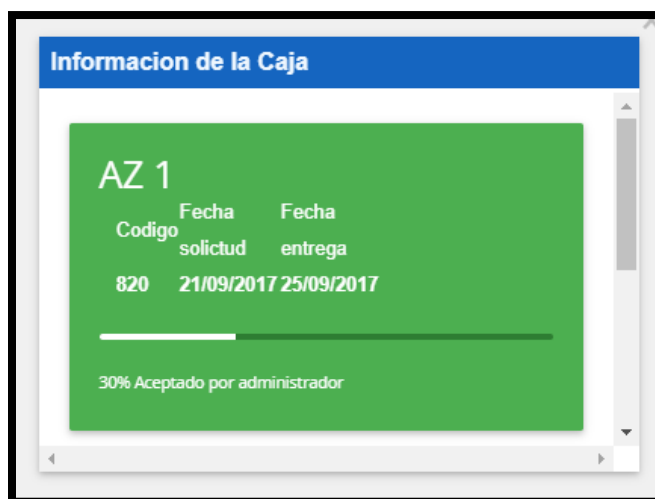 Informacion de la Caja
AZ 1
Codigo Fecha solictud Fecha entrega
820 21/09/2017 25/09/2017
30% Aceptado por administrador